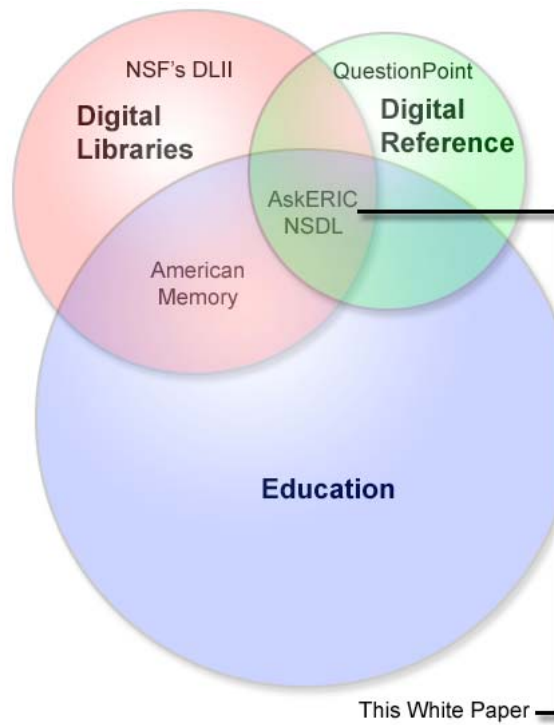 NSF's DLII
Digital
Libraries
QuestionPoint
Digital
Reference
AskERIC
NSDL
American
Memory
Education
This White Paper